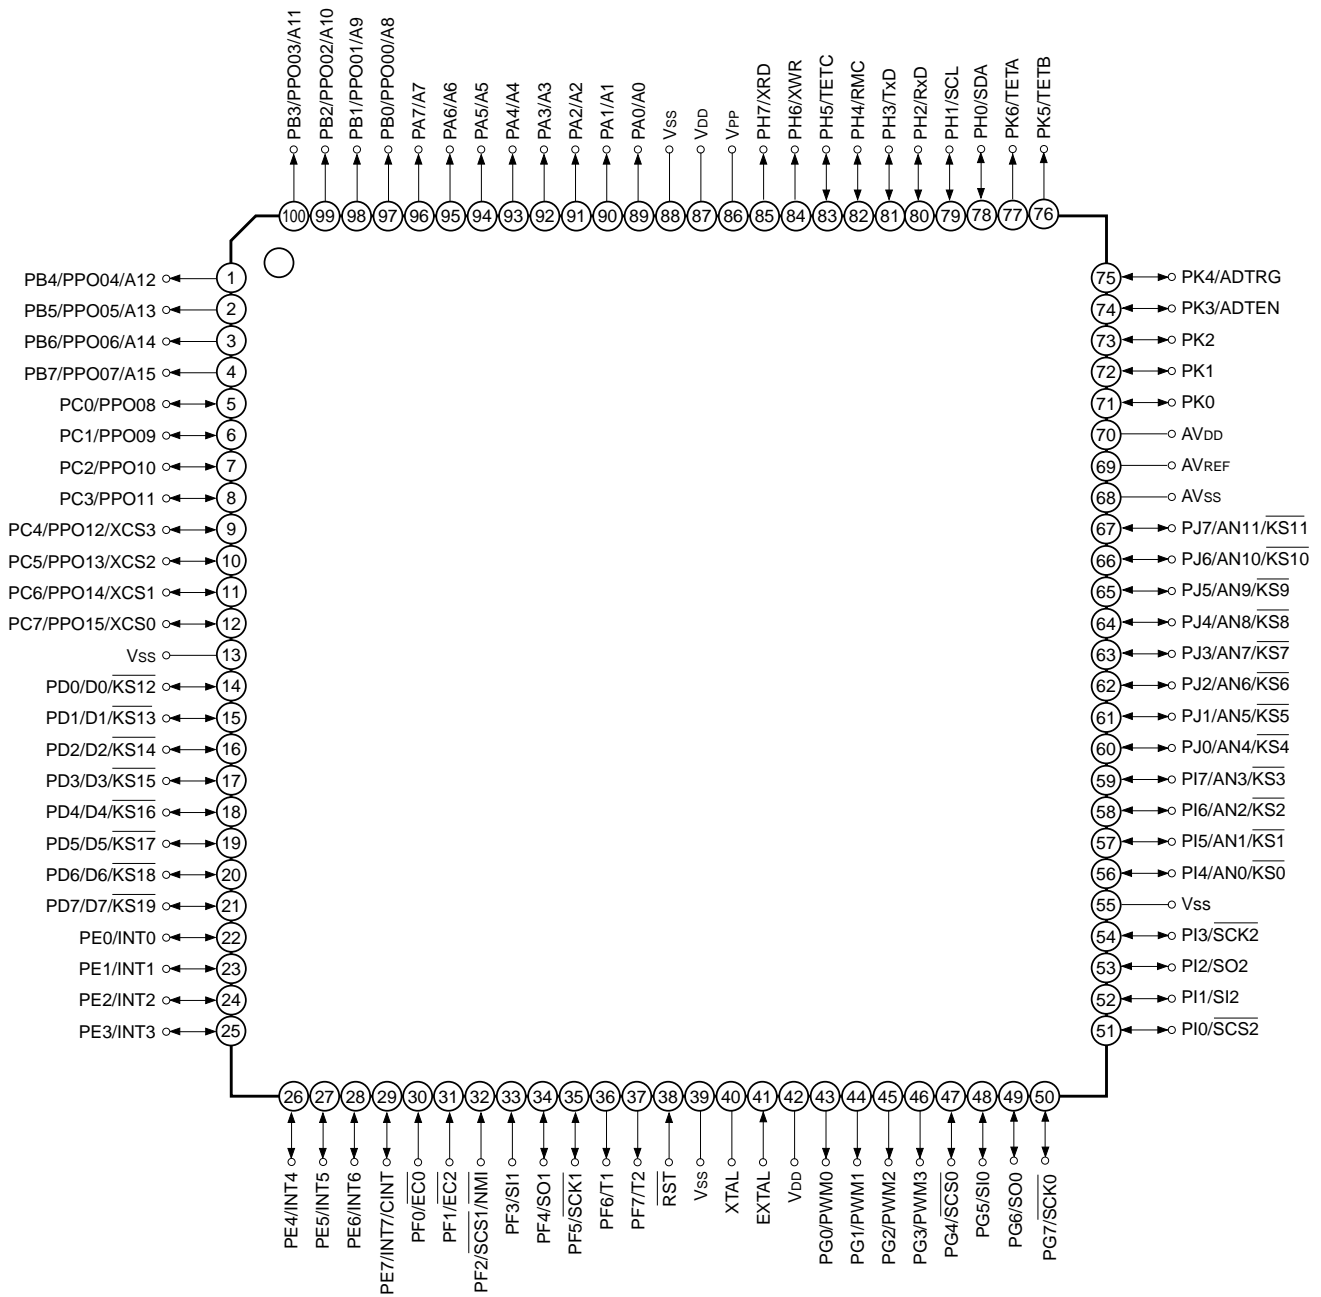 PB3/PPO03/A11
PB2/PPO02/A10
PB1/PPO01/A9
PB0/PPO00/A8
PA7/A7
PA6/A6
PA5/A5
PA4/A4
PA3/A3
PA2/A2
PA1/A1
PA0/A0
Vss
VDD
VPP
PH7/XRD
PH6/XWR
PH5/TETC
PH4/RMC
PH3/TxD
PH2/RxD
PH1/SCL
PH0/SDA
PK6/TETA
PK5/TETB
100 99 98 97 96 95 94 93 92 91 90 89 88 87 86 85 84 83 82 81 80 79 78 77 76
PB4/PPO04/A12 1
PB5/PPO05/A13 2
PB6/PPO06/A14 3
PB7/PPO07/A15 4
PC0/PPO08 5
PC1/PPO09 6
PC2/PPO10 7
PC3/PPO11 8
PC4/PPO12/XCS3 9
PC5/PPO13/XCS2 10
PC6/PPO14/XCS1 11
PC7/PPO15/XCS0 12
Vss 13
PD0/D0/KS12 14
PD1/D1/KS13 15
PD2/D2/KS14 16
PD3/D3/KS15 17
PD4/D4/KS16 18
PD5/D5/KS17 19
PD6/D6/KS18 20
PD7/D7/KS19 21
PE0/INT0 22
PE1/INT1 23
PE2/INT2 24
PE3/INT3 25
75 PK4/ADTRG
74 PK3/ADTEN
73 PK2
72 PK1
71 PK0
70 AVDD
69 AVREF
68 AVss
67 PJ7/AN11/KS11
66 PJ6/AN10/KS10
65 PJ5/AN9/KS9
64 PJ4/AN8/KS8
63 PJ3/AN7/KS7
62 PJ2/AN6/KS6
61 PJ1/AN5/KS5
60 PJ0/AN4/KS4
59 PI7/AN3/KS3
58 PI6/AN2/KS2
57 PI5/AN1/KS1
56 PI4/AN0/KS0
55 Vss
54 PI3/SCK2
53 PI2/SO2
52 PI1/SI2
51 PI0/SCS2
26 27 28 29 30 31 32 33 34 35 36 37 38 39 40 41 42 43 44 45 46 47 48 49 50
PE4/INT4
PE5/INT5
PE6/INT6
PE7/INT7/CINT
PF0/EC0
PF1/EC2
PF2/SCS1/NMI
PF3/SI1
PF4/SO1
PF5/SCK1
PF6/T1
PF7/T2
RST
Vss
XTAL
EXTAL
VDD
PG0/PWM0
PG1/PWM1
PG2/PWM2
PG3/PWM3
PG4/SCS0
PG5/SI0
PG6/SO0
PG7/SCK0